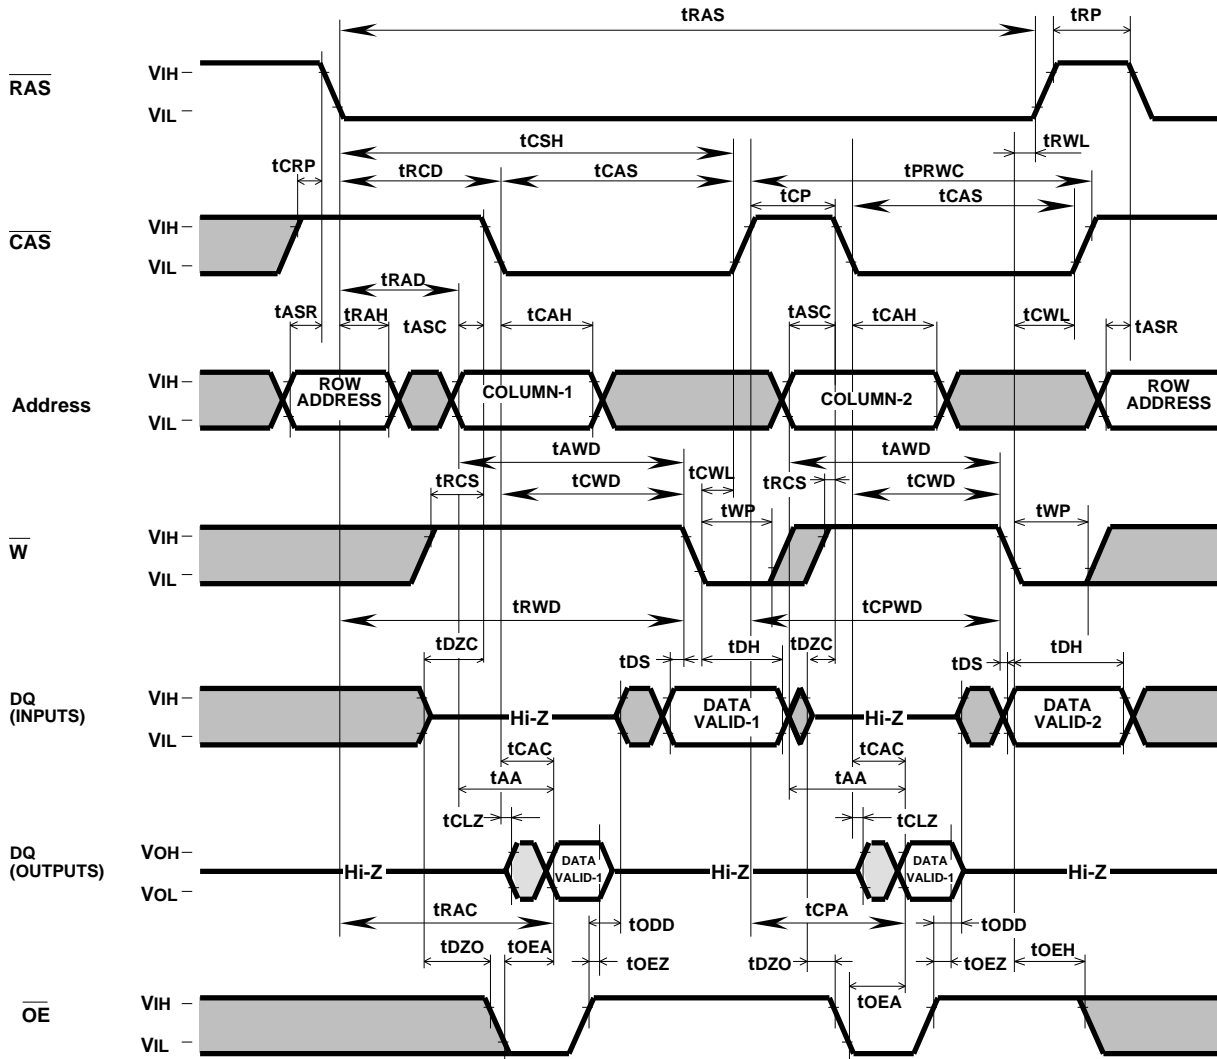 tRAS tRP
RAS VIH
VIL
tCSH tRWL
tCRP tRCD tCAS tPRWC
tCP tCAS
CAS VIH
VIL
tRAD
tASR tRAH tASC tCAH tASC tCAH tCWL tASR
Address VIH ROW ADDRESS COLUMN-1 COLUMN-2 ROW ADDRESS
VIL
tAWD tAWD
tRCS tCWD tCWL tRCS tCWD
tWP tWP
W VIH
VIL
tRWD tCPWD
tDZC tDS tDH tDZC tDS tDH
DQ (INPUTS) VIH
Hi-Z DATA VALID-1 Hi-Z DATA VALID-2
VIL
tCAC tCAC
tAA tAA
tCLZ tCLZ
DQ (OUTPUTS) VOH
Hi-Z DATA VALID-1 Hi-Z DATA VALID-1 Hi-Z
VOL
tRAC tCPA
tODD tODD
tDZO tOEA tOEZ tDZO tOEZ tOEH
tOEA
OE VIH
VIL